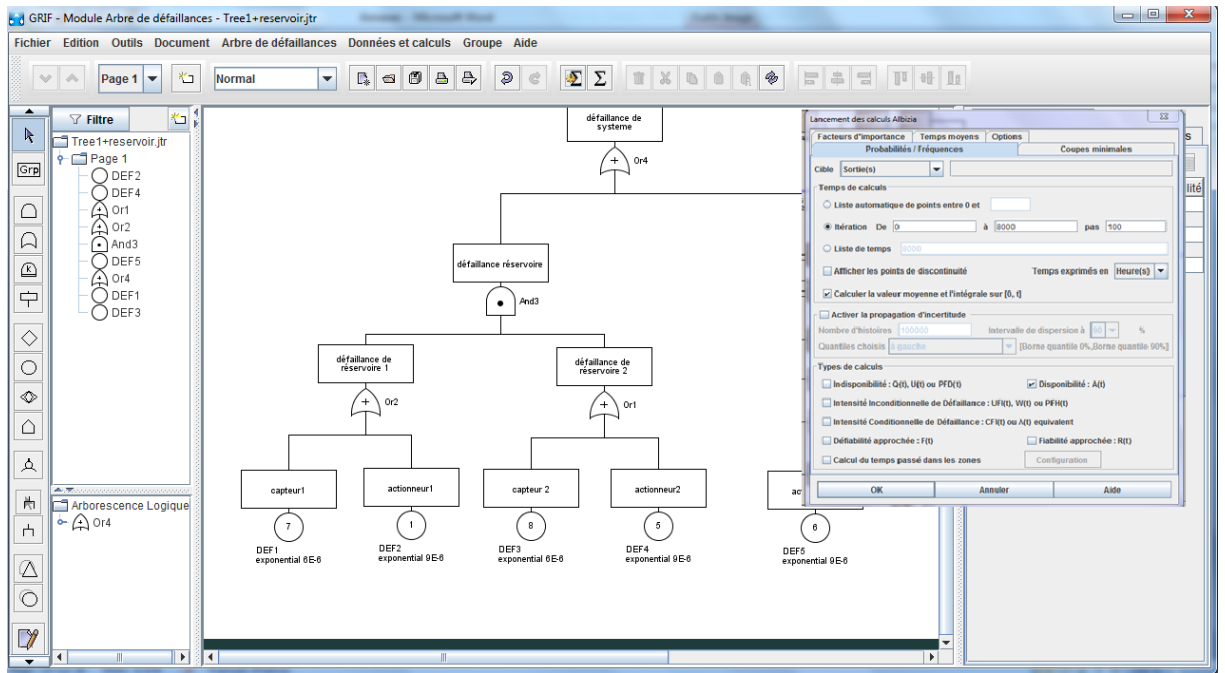 GRIF - Module Arbre de défaillances - Tree1+reservoir.jtr
Fichier Edition Outils Document Arbre de défaillances Données et calculs Groupe Aide
Page 1
Normal
Filtre
Tree1+reservoir.jtr
Page 1
DEF2
DEF4
Or1
Or2
And3
DEF5
Or4
DEF1
DEF3
Arborescence Logique
Or4
Grp
K
défaillance de
systeme
Or4
défaillance réservoire
And3
défaillance de
réservoire 1
Or2
défaillance de
réservoire 2
Or1
capteur1
actionneur1
capteur 2
actionneur2
ac
7
1
8
5
6
DEF1
exponential 6E-6
DEF2
exponential 9E-6
DEF3
exponential 6E-6
DEF4
exponential 9E-6
DEF5
exponential 9E-6
Lancement des calculs Albizia
Facteurs d'importance Temps moyens Options
Probabilités / Fréquences Coupes minimales
Cible Sortie(s)
Temps de calculs
Liste automatique de points entre 0 et
Itération De 0 à 8000 pas 100
Liste de temps 8000
Afficher les points de discontinuité Temps exprimés en Heure(s)
Calculer la valeur moyenne et l'intégrale sur [0, t]
Activer la propagation d'incertitude
Nombre d'histoires 100000 Intervalle de dispersion à 90 %
Quantiles choisis à gauche [Borne quantile 0%,Borne quantile 90%]
Types de calculs
Indisponibilité : Q(t), U(t) ou PFD(t) Disponibilité : A(t)
Intensité Inconditionnelle de Défaillance : UFI(t), W(t) ou PFH(t)
Intensité Conditionnelle de Défaillance : CFI(t) ou Λ(t) equivalent
Défiabilité approchée : F(t) Fiabilité approchée : R(t)
Calcul du temps passé dans les zones Configuration
OK Annuler Aide
s
lité